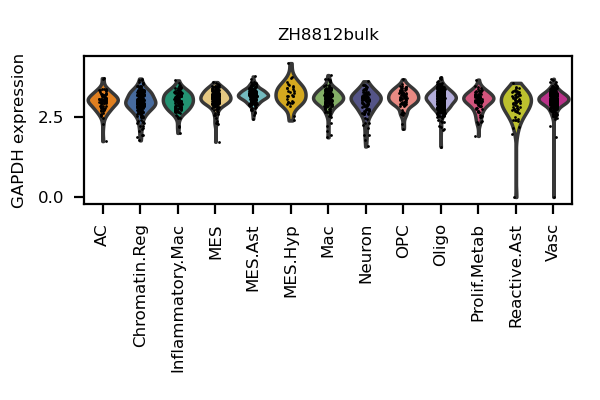 ZH8812bulk
GAPDH expression
2.5
0.0
AC
Chromatin.Reg
Inflammatory.Mac
MES
MES.Ast
MES.Hyp
Mac
Neuron
OPC
Oligo
Prolif.Metab
Reactive.Ast
Vasc